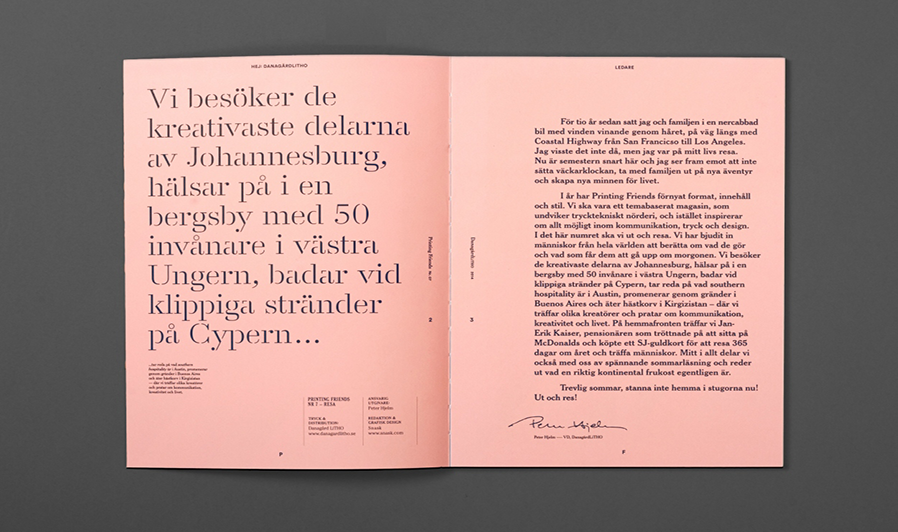 HEJ! DANAGÅRDLITHO
Vi besöker de
kreativaste delarna
av Johannesburg,
hälsar på i en
bergsby med 50
invånare i västra
Ungern, badar vid
klippiga stränder
på Cypern…
…tar reda på vad southern
hospitality är i Austin, promenerar
genom gränder i Buenos Aires
och äter hästkorv i Kirgizistan
— där vi träffar olika kreatörer
och pratar om kommunikation,
kreativitet och livet.
PRINTING FRIENDS
NR 7 – RESA
TRYCK &
DISTRIBUTION:
Danagård LiTHO
www.danagardlitho.se
ANSVARIG
UTGIVARE:
Peter Hjelm
REDAKTION &
GRAFISK DESIGN
Snask
www.snask.com
Printing Friends nr. 07
2
P
LEDARE
För tio år sedan satt jag och familjen i en nercabbad
bil med vinden vinande genom håret, på väg längs med
Coastal Highway från San Francicso till Los Angeles.
Jag visste det inte då, men jag var på mitt livs resa.
Nu är semestern snart här och jag ser fram emot att inte
sätta väckarklockan, ta med familjen ut på nya äventyr
och skapa nya minnen för livet.
I år har Printing Friends förnyat format, innehåll
och stil. Vi ska vara ett temabaserat magasin, som
undviker trycktekniskt nörderi, och istället inspirerar
om allt möjligt inom kommunikation, tryck och design.
I det här numret ska vi ut och resa. Vi har bjudit in
människor från hela världen att berätta om vad de gör
och vad som får dem att gå upp om morgonen. Vi besöker
de kreativaste delarna av Johannesburg, hälsar på i en
bergsby med 50 invånare i västra Ungern, badar vid
klippiga stränder på Cypern, tar reda på vad southern
hospitality är i Austin, promenerar genom gränder i
Buenos Aires och äter hästkorv i Kirgizistan – där vi
träffar olika kreatörer och pratar om kommunikation,
kreativitet och livet. På hemmafronten träffar vi Jan-
Erik Kaiser, pensionären som tröttnade på att sitta på
McDonalds och köpte ett SJ-guldkort för att resa 365
dagar om året och träffa människor. Mitt i allt delar vi
också med oss av spännande sommarläsning och reder
ut vad en riktig kontinental frukost egentligen är.
Trevlig sommar, stanna inte hemma i stugorna nu!
Ut och res!
Peter Hjelm
Peter Hjelm — VD, DanagårdLiTHO
DanagårdLitho
3
F